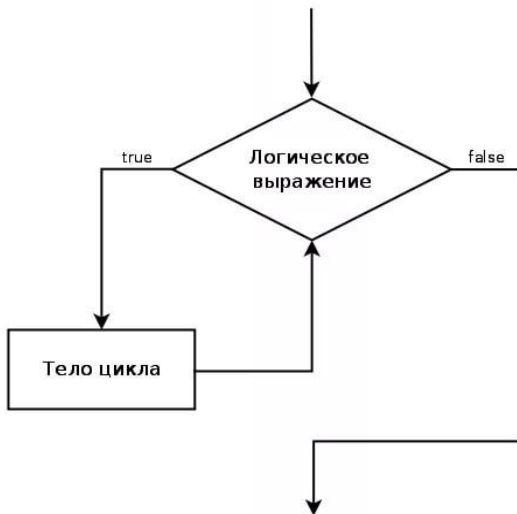 true
false
Логическое
выражение
Тело цикла